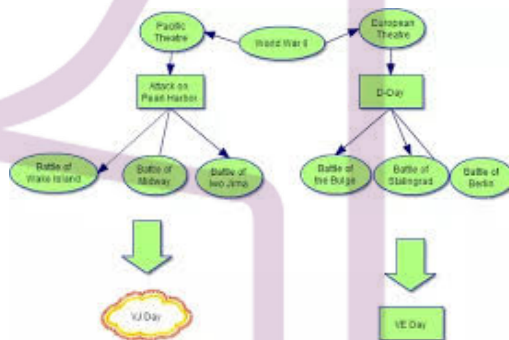 Pacific
Theatre
World War II
European
Theatre
Attack on
Pearl Harbor
D-Day
Battle of
Wake Island
Battle of
Midway
Battle of
Iwo Jima
Battle of
the Bulge
Battle of
Stalingrad
Battle of
Berlin
VJ Day
VE Day